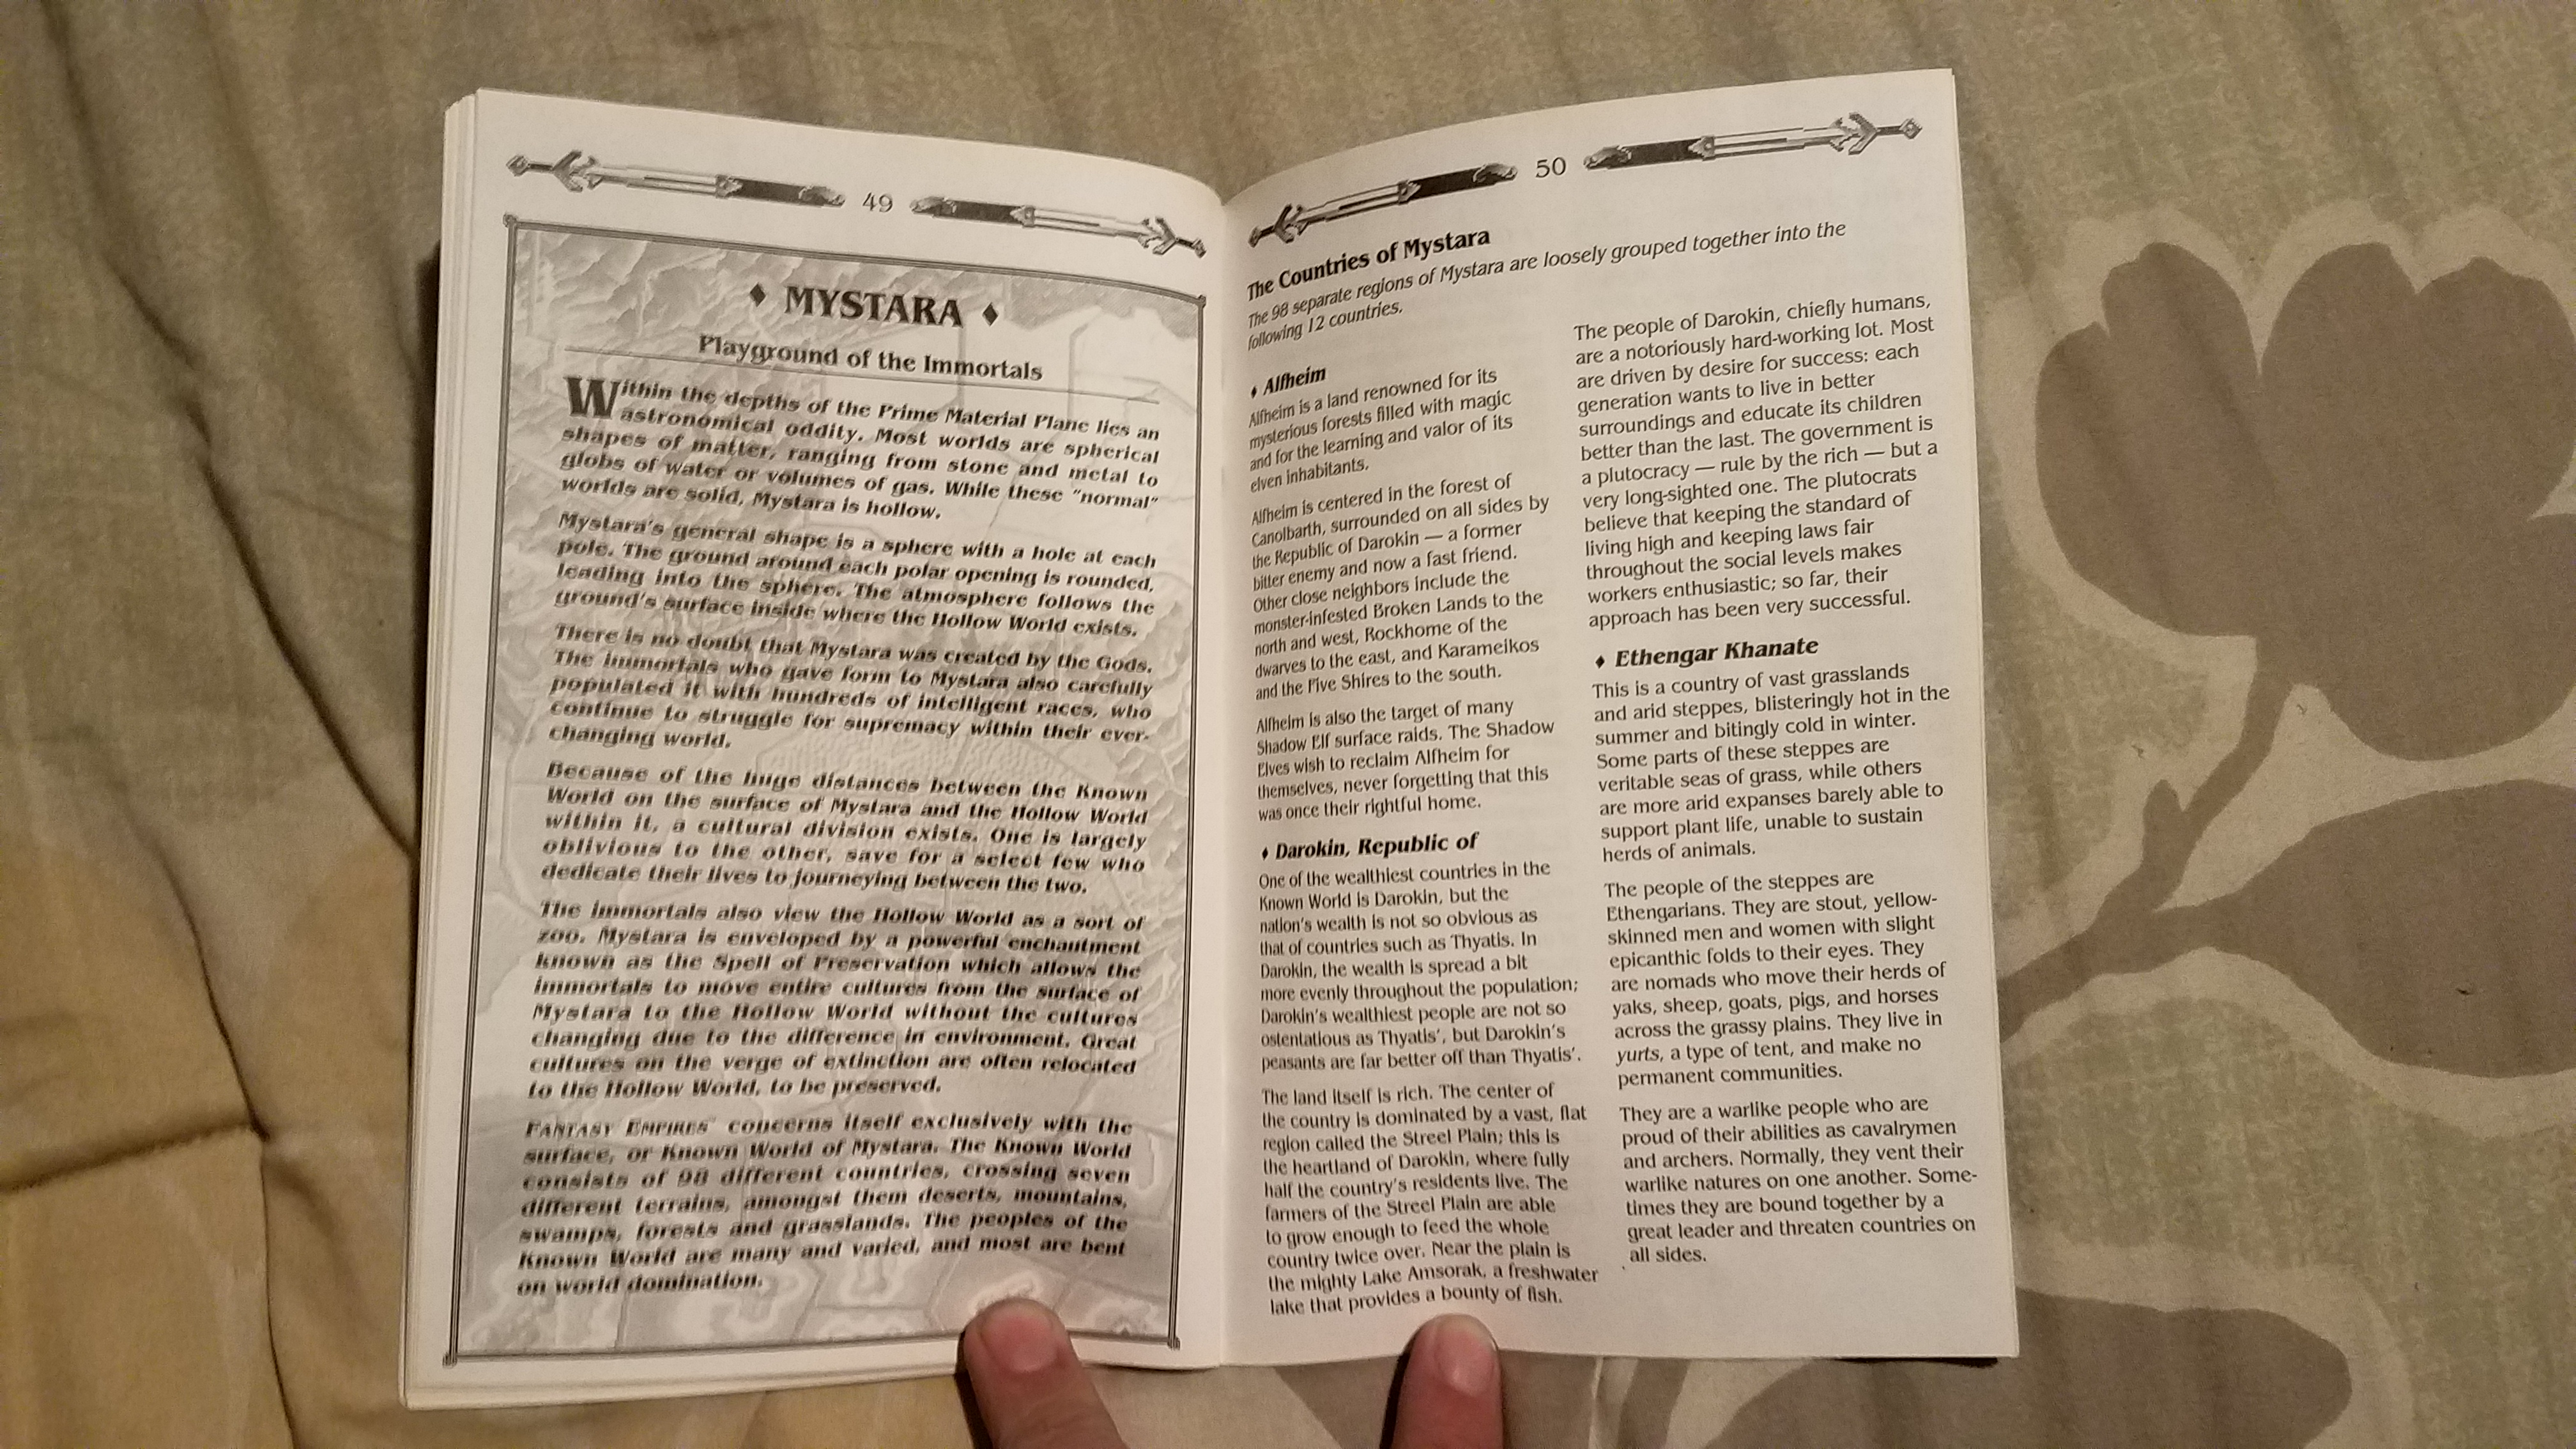 49
♦ MYSTARA ♦
Playground of the Immortals
Within the depths of the Prime Material Plane lies an
astronomical oddity. Most worlds are spherical
shapes of matter, ranging from stone and metal to
globs of water or volumes of gas. While these "normal"
worlds are solid, Mystara is hollow.
Mystara's general shape is a sphere with a hole at each
pole. The ground around each polar opening is rounded,
leading into the sphere. The atmosphere follows the
ground's surface inside where the Hollow World exists.
There is no doubt that Mystara was created by the Gods.
The immortals who gave form to Mystara also carefully
populated it with hundreds of intelligent races, who
continue to struggle for supremacy within their ever-
changing world.
Because of the huge distances between the Known
World on the surface of Mystara and the Hollow World
within it, a cultural division exists. One is largely
oblivious to the other, save for a select few who
dedicate their lives to journeying between the two.
The immortals also view the Hollow World as a sort of
zoo. Mystara is enveloped by a powerful enchantment
known as the Spell of Preservation which allows the
immortals to move entire cultures from the surface of
Mystara to the Hollow World without the cultures
changing due to the difference in environment. Great
cultures on the verge of extinction are often relocated
to the Hollow World, to be preserved.
FANTASY EMPIRES concerns itself exclusively with the
surface, or Known World of Mystara. The Known World
consists of 98 different countries, crossing seven
different terrains, amongst them deserts, mountains,
swamps, forests and grasslands. The peoples of the
Known World are many and varied, and most are bent
on world domination.
50
The Countries of Mystara
The 98 separate regions of Mystara are loosely grouped together into the
following 12 countries.
♦ Alfheim
Alfheim is a land renowned for its
mysterious forests filled with magic
and for the learning and valor of its
elven inhabitants.
Alfheim is centered in the forest of
Canolbarth, surrounded on all sides by
the Republic of Darokin — a former
bitter enemy and now a fast friend.
Other close neighbors include the
monster-infested Broken Lands to the
north and west, Rockhome of the
dwarves to the east, and Karameikos
and the Five Shires to the south.
Alfheim is also the target of many
Shadow Elf surface raids. The Shadow
Elves wish to reclaim Alfheim for
themselves, never forgetting that this
was once their rightful home.
♦ Darokin, Republic of
One of the wealthiest countries in the
Known World is Darokin, but the
nation's wealth is not so obvious as
that of countries such as Thyatis. In
Darokin, the wealth is spread a bit
more evenly throughout the population;
Darokin's wealthiest people are not so
ostentatious as Thyatis', but Darokin's
peasants are far better off than Thyatis'.
The land itself is rich. The center of
the country is dominated by a vast, flat
region called the Streel Plain; this is
the heartland of Darokin, where fully
half the country's residents live. The
farmers of the Streel Plain are able
to grow enough to feed the whole
country twice over. Near the plain is
the mighty Lake Amsorak, a freshwater
lake that provides a bounty of fish.
The people of Darokin, chiefly humans,
are a notoriously hard-working lot. Most
are driven by desire for success: each
generation wants to live in better
surroundings and educate its children
better than the last. The government is
a plutocracy — rule by the rich — but a
very long-sighted one. The plutocrats
believe that keeping the standard of
living high and keeping laws fair
throughout the social levels makes
workers enthusiastic; so far, their
approach has been very successful.
♦ Ethengar Khanate
This is a country of vast grasslands
and arid steppes, blisteringly hot in the
summer and bitingly cold in winter.
Some parts of these steppes are
veritable seas of grass, while others
are more arid expanses barely able to
support plant life, unable to sustain
herds of animals.
The people of the steppes are
Ethengarians. They are stout, yellow-
skinned men and women with slight
epicanthic folds to their eyes. They
are nomads who move their herds of
yaks, sheep, goats, pigs, and horses
across the grassy plains. They live in
yurts, a type of tent, and make no
permanent communities.
They are a warlike people who are
proud of their abilities as cavalrymen
and archers. Normally, they vent their
warlike natures on one another. Some-
times they are bound together by a
great leader and threaten countries on
all sides.